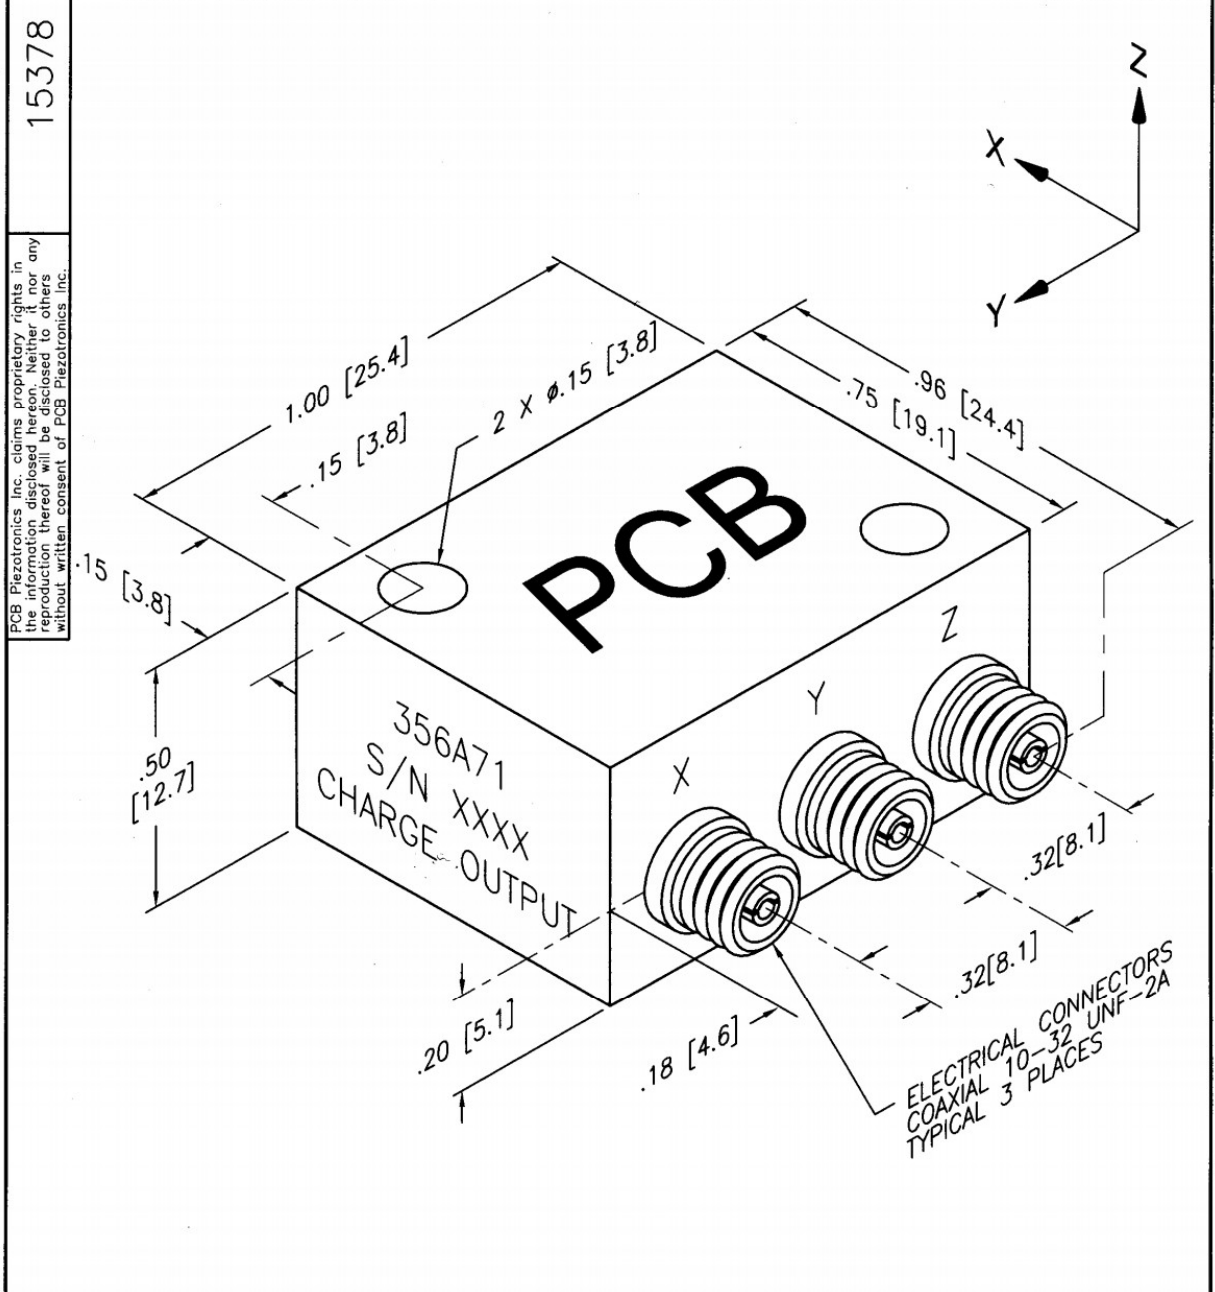 15378
PCB Piezotronics Inc. claims proprietary rights in
the information disclosed hereon. Neither it nor any
reproduction thereof will be disclosed to others
without written consent of PCB Piezotronics Inc.
Z
X
Y
1.00 [25.4]
.15 [3.8]
2 X ø.15 [3.8]
.96 [24.4]
.75 [19.1]
.15 [3.8]
PCB
.50
[12.7]
356A71
S/N XXXX
CHARGE OUTPUT
X
Y
Z
.32[8.1]
.32[8.1]
.20 [5.1]
.18 [4.6]
ELECTRICAL CONNECTORS
COAXIAL 10-32 UNF-2A
TYPICAL 3 PLACES